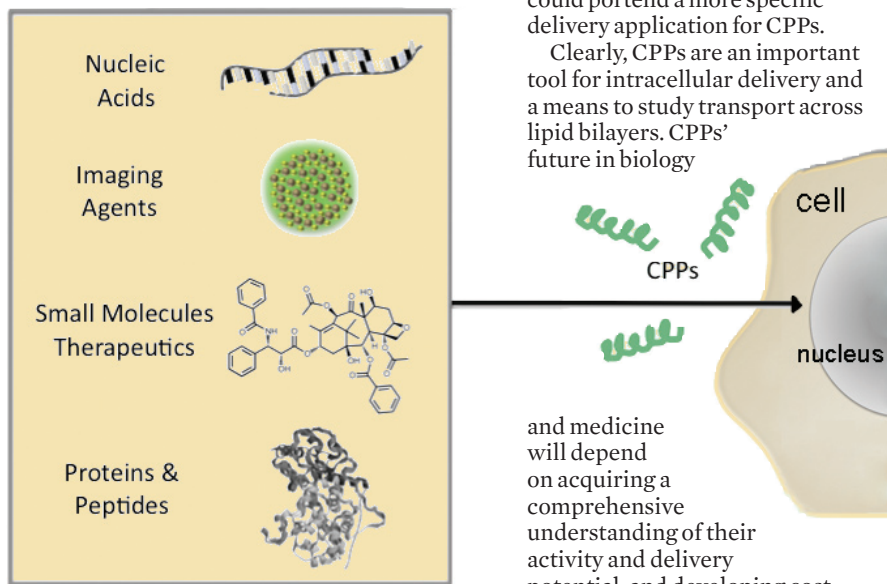 Nucleic
Acids
Imaging
Agents
Small Molecules
Therapeutics
Proteins &
Peptides
delivery application for CPPs.
Clearly, CPPs are an important
tool for intracellular delivery and
a means to study transport across
lipid bilayers. CPPs’
future in biology
CPPs
cell
nucleus
and medicine
will depend
on acquiring a
comprehensive
understanding of their
activity and delivery